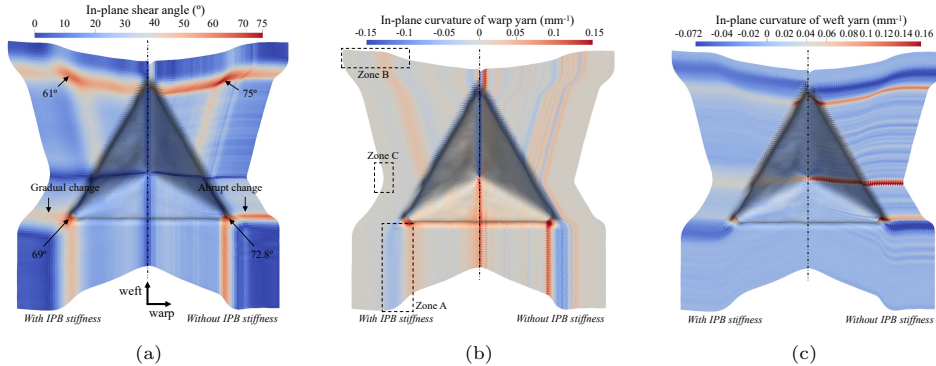 In-plane shear angle (º)
0 10 20 30 40 50 60 75
61º
75º
Gradual change
Abrupt change
69º
72.8º
weft
warp
With IPB stiffness
Without IPB stiffness
(a)
In-plane curvature of warp yarn (mm-1)
-0.15 -0.1 -0.05 0 0.05 0.1 0.15
Zone B
Zone C
Zone A
With IPB stiffness
Without IPB stiffness
(b)
In-plane curvature of weft yarn (mm-1)
-0.072 -0.04 -0.02 0 0.02 0.04 0.06 0.08 0.1 0.12 0.14 0.16
With IPB stiffness
Without IPB stiffness
(c)